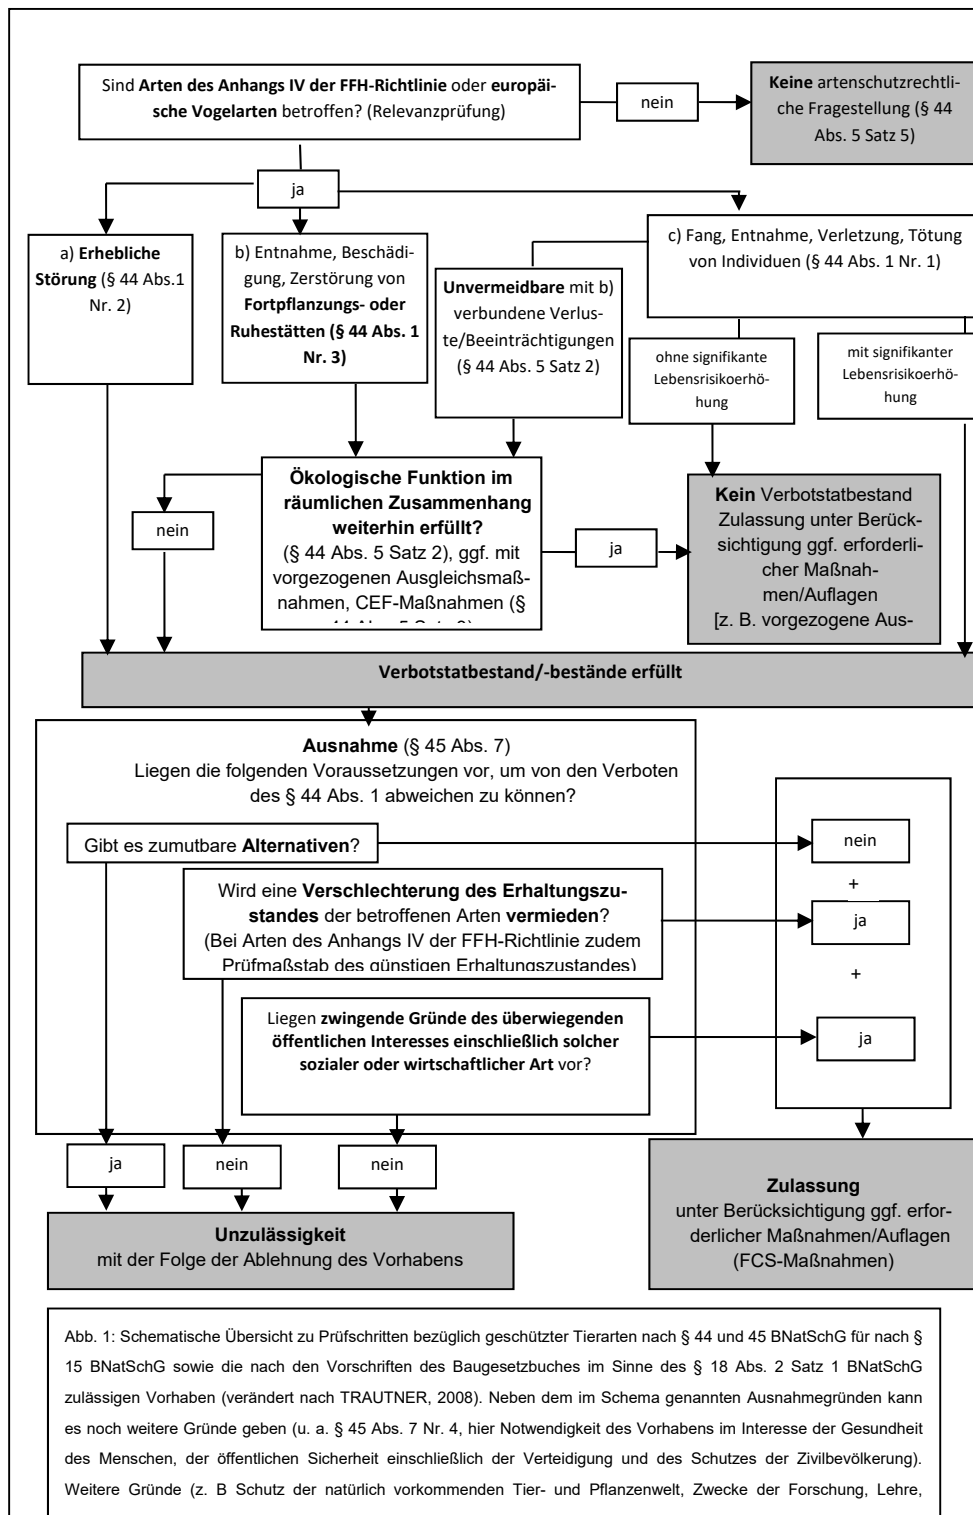 Sind Arten des Anhangs IV der FFH-Richtlinie oder europäi-
sche Vogelarten betroffen? (Relevanzprüfung)
nein
Keine artenschutzrecht-
liche Fragestellung (§ 44
Abs. 5 Satz 5)
ja
a) Erhebliche
Störung (§ 44 Abs.1
Nr. 2)
b) Entnahme, Beschädi-
gung, Zerstörung von
Fortpflanzungs- oder
Ruhestätten (§ 44 Abs. 1
Nr. 3)
Unvermeidbare mit b)
verbundene Verlus-
te/Beeinträchtigungen
(§ 44 Abs. 5 Satz 2)
c) Fang, Entnahme, Verletzung, Tötung
von Individuen (§ 44 Abs. 1 Nr. 1)
ohne signifikante
Lebensrisikoerhö-
hung
mit signifikanter
Lebensrisikoerhö-
hung
Ökologische Funktion im
räumlichen Zusammenhang
weiterhin erfüllt?
(§ 44 Abs. 5 Satz 2), ggf. mit
vorgezogenen Ausgleichsmaß-
nahmen, CEF-Maßnahmen (§
nein
ja
Kein Verbotstatbestand
Zulassung unter Berück-
sichtigung ggf. erforderli-
cher Maßnah-
men/Auflagen
[z. B. vorgezogene Aus-
Verbotstatbestand/-bestände erfüllt
Ausnahme (§ 45 Abs. 7)
Liegen die folgenden Voraussetzungen vor, um von den Verboten
des § 44 Abs. 1 abweichen zu können?
Gibt es zumutbare Alternativen?
nein
+
Wird eine Verschlechterung des Erhaltungszu-
standes der betroffenen Arten vermieden?
(Bei Arten des Anhangs IV der FFH-Richtlinie zudem
Prüfmaßstab des günstigen Erhaltungszustandes)
ja
+
Liegen zwingende Gründe des überwiegenden
öffentlichen Interesses einschließlich solcher
sozialer oder wirtschaftlicher Art vor?
ja
ja
nein
nein
Unzulässigkeit
mit der Folge der Ablehnung des Vorhabens
Zulassung
unter Berücksichtigung ggf. erfor-
derlicher Maßnahmen/Auflagen
(FCS-Maßnahmen)
Abb. 1: Schematische Übersicht zu Prüfschritten bezüglich geschützter Tierarten nach § 44 und 45 BNatSchG für nach §
15 BNatSchG sowie die nach den Vorschriften des Baugesetzbuches im Sinne des § 18 Abs. 2 Satz 1 BNatSchG
zulässigen Vorhaben (verändert nach TRAUTNER, 2008). Neben dem im Schema genannten Ausnahmegründen kann
es noch weitere Gründe geben (u. a. § 45 Abs. 7 Nr. 4, hier Notwendigkeit des Vorhabens im Interesse der Gesundheit
des Menschen, der öffentlichen Sicherheit einschließlich der Verteidigung und des Schutzes der Zivilbevölkerung).
Weitere Gründe (z. B Schutz der natürlich vorkommenden Tier- und Pflanzenwelt, Zwecke der Forschung, Lehre,